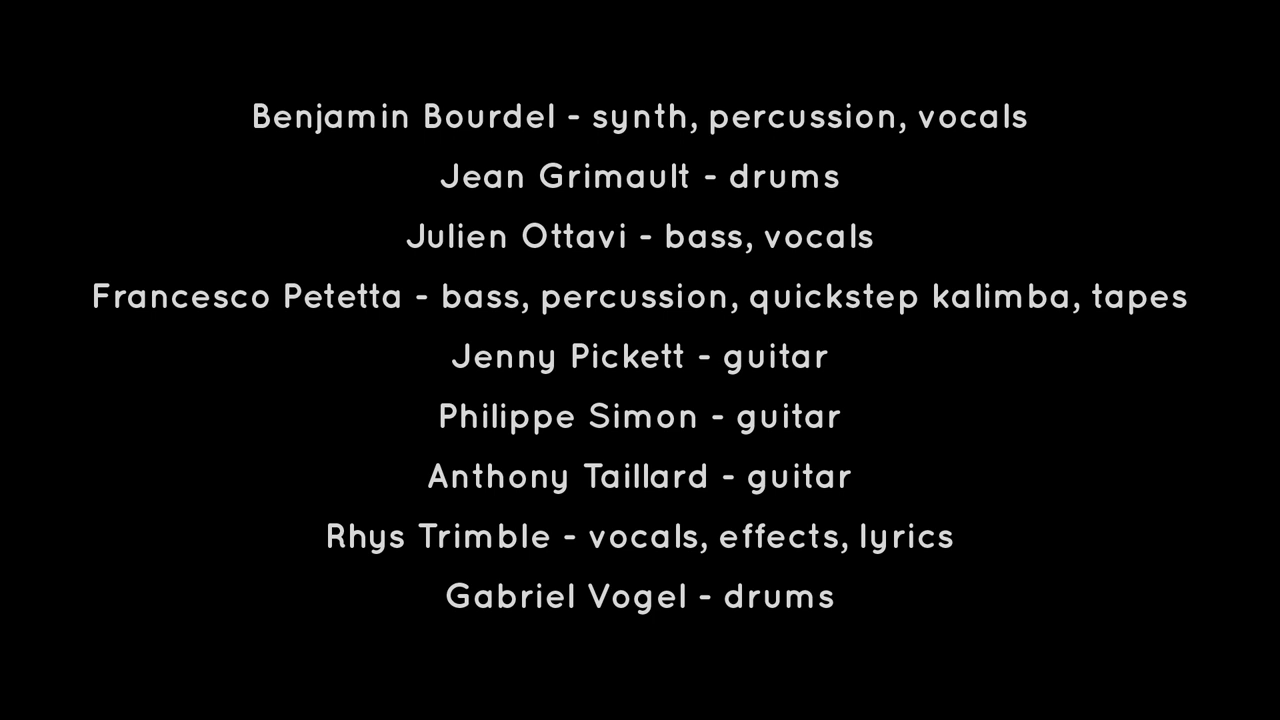 Benjamin Bourdel - synth, percussion, vocals
Jean Grimault - drums
Julien Ottavi - bass, vocals
Francesco Petetta - bass, percussion, quickstep kalimba, tapes
Jenny Pickett - guitar
Philippe Simon - guitar
Anthony Taillard - guitar
Rhys Trimble - vocals, effects, lyrics
Gabriel Vogel - drums